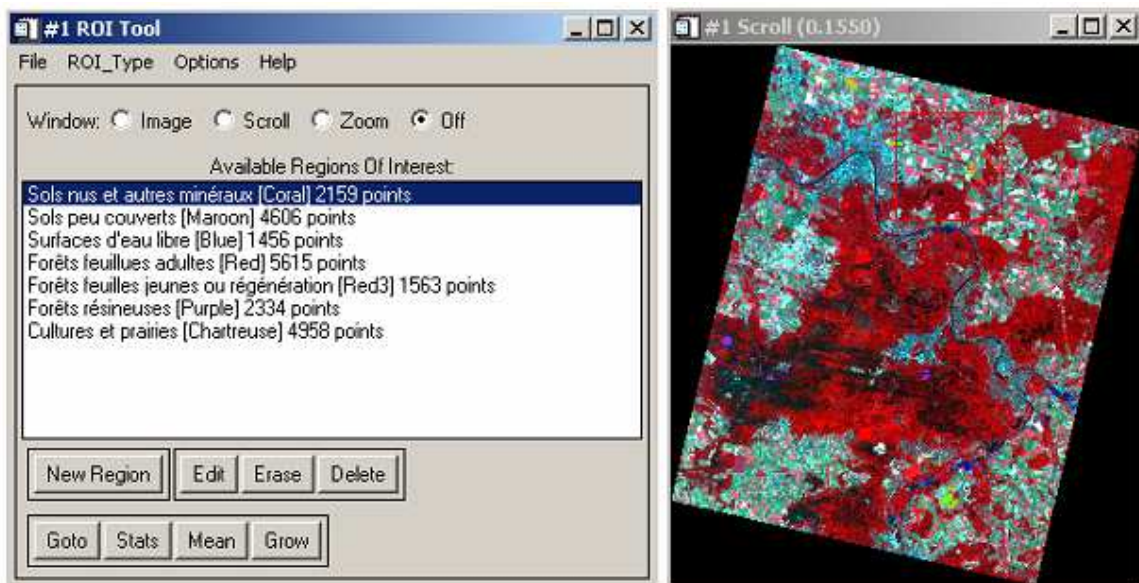 #1 ROI Tool
File ROI_Type Options Help
Window: Image Scroll Zoom Off
Available Regions Of Interest:
Sols nus et autres minéraux [Coral] 2159 points
Sols peu couverts [Maroon] 4606 points
Surfaces d'eau libre [Blue] 1456 points
Forêts feuillues adultes [Red] 5615 points
Forêts feuilles jeunes ou régénération [Red3] 1563 points
Forêts résineuses [Purple] 2334 points
Cultures et prairies [Chartreuse] 4958 points
New Region Edit Erase Delete
Goto Stats Mean Grow
#1 Scroll (0.1550)